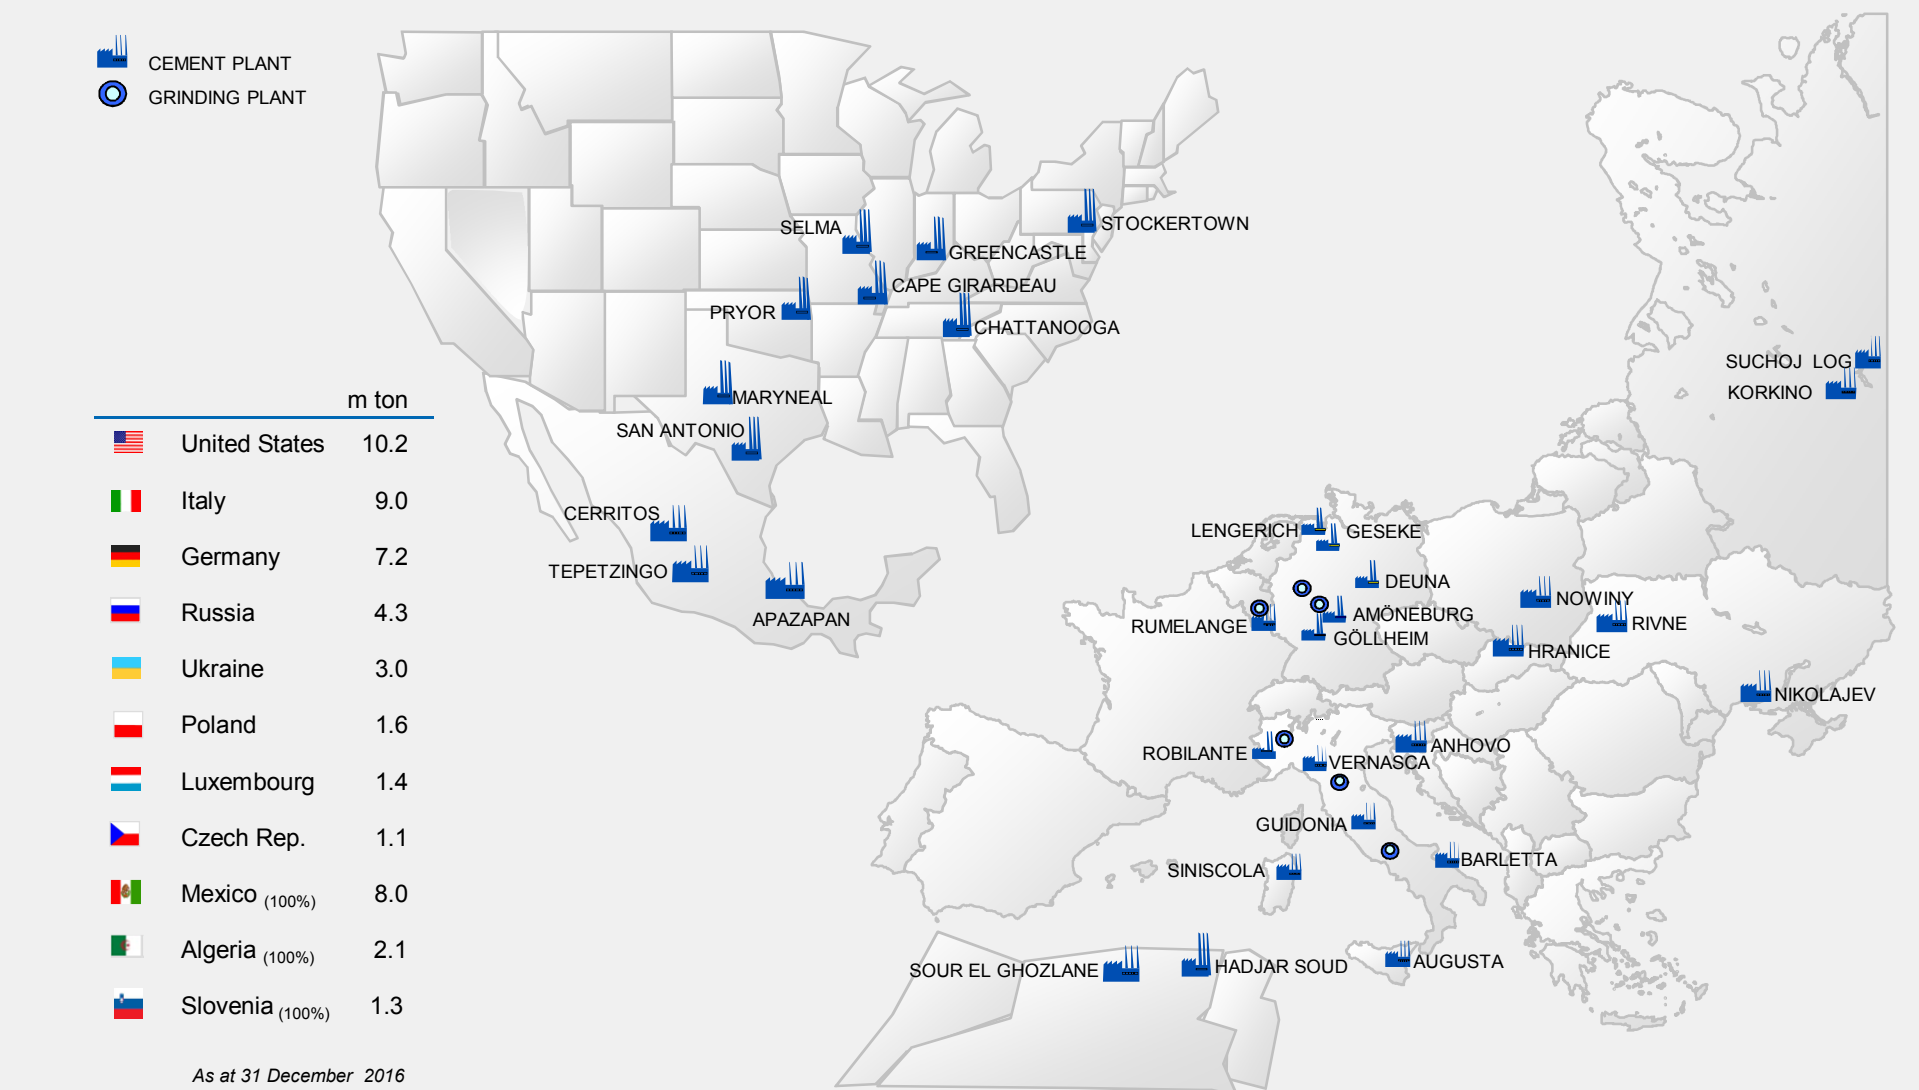 CEMENT PLANT
GRINDING PLANT
m ton
United States 10.2
Italy 9.0
Germany 7.2
Russia 4.3
Ukraine 3.0
Poland 1.6
Luxembourg 1.4
Czech Rep. 1.1
Mexico (100%) 8.0
Algeria (100%) 2.1
Slovenia (100%) 1.3
As at 31 December 2016
SELMA
STOCKERTOWN
GREENCASTLE
CAPE GIRARDEAU
PRYOR
CHATTANOOGA
MARYNEAL
SAN ANTONIO
CERRITOS
TEPETZINGO
APAZAPAN
SUCHOJ LOG
KORKINO
LENGERICH
GESEKE
DEUNA
NOWINY
AMÖNEBURG
RUMELANGE
RIVNE
GÖLLHEIM
HRANICE
NIKOLAJEV
ROBILANTE
ANHOVO
VERNASCA
GUIDONIA
BARLETTA
SINISCOLA
SOUR EL GHOZLANE
HADJAR SOUD
AUGUSTA